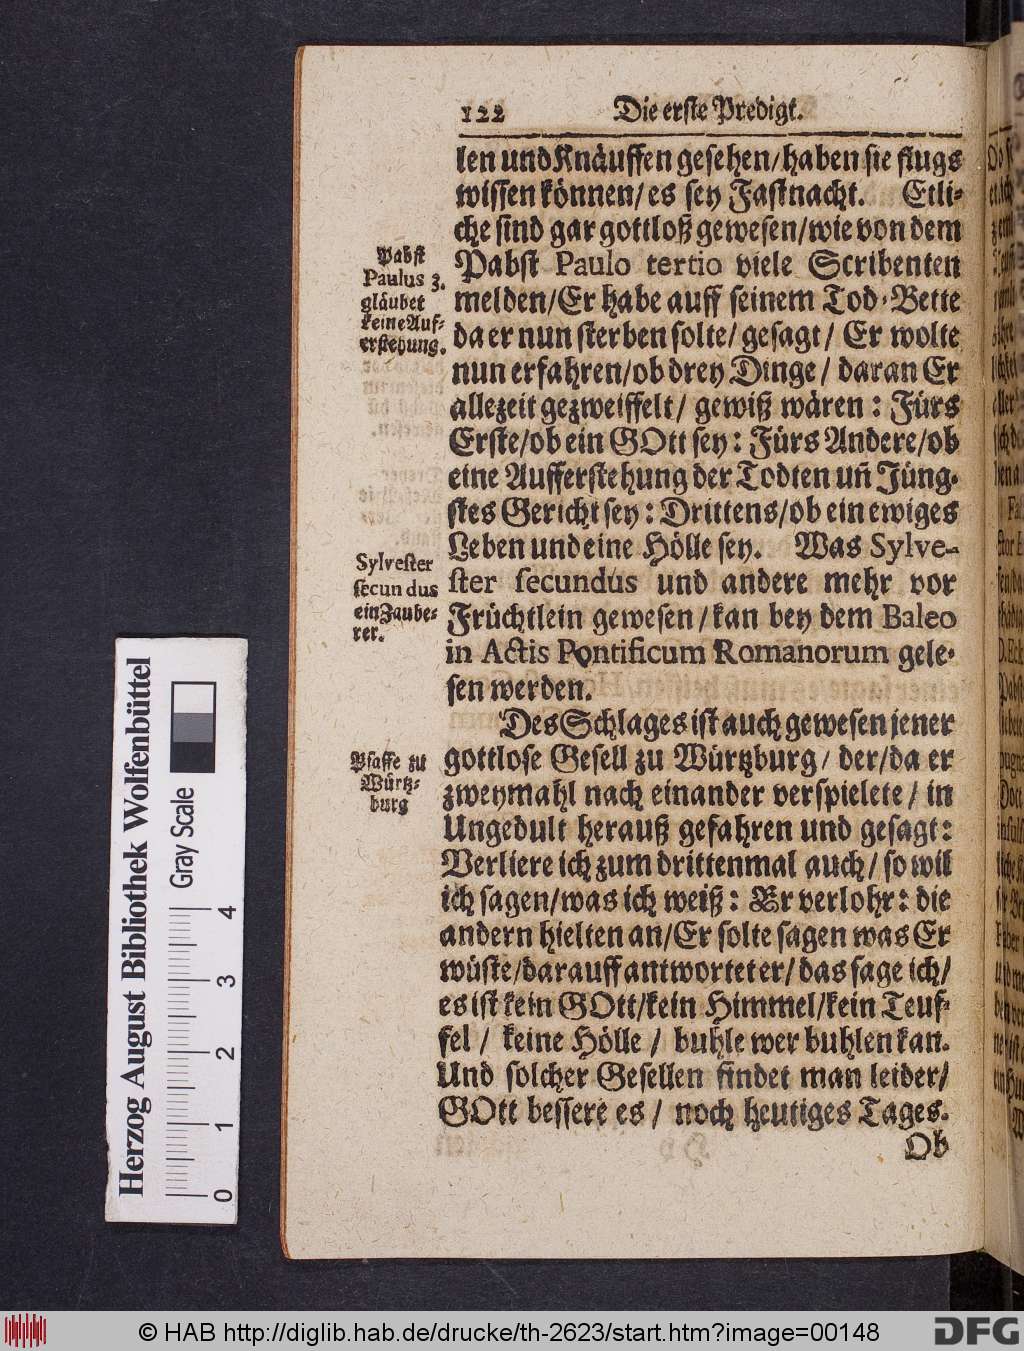 122 Die erste Predigt.
len und Knäuffen gesehen/haben sie flugs
wissen können/ es sey Fastnacht. Etli-
che sind gar gottloß gewesen/wie von dem
Pabst Paulo tertio viele Scribenten
melden/Er habe auff seinem Tod-Bette
da er nun sterben solte/ gesagt/ Er wolte
nun erfahren/ob drey Dinge/ daran Er
allezeit gezweiffelt/ gewiß wären: Fürs
Erste/ob ein GOtt sey: Fürs Andere/ob
eine Aufferstehung der Todten uñ Jüng-
stes Gericht sey: Drittens/ob ein ewiges
Leben und eine Hölle sey. Was Sylve-
ster secundus und andere mehr vor
Früchtlein gewesen/kan bey dem Baleo
in Actis Pontificum Romanorum gele-
sen werden.
Des Schlages ist auch gewesen jener
gottlose Gesell zu Würtzburg/ der/da er
zweymahl nach einander verspielete/ in
Ungedult herauß gefahren und gesagt:
Verliere ich zum drittenmal auch/ so wil
ich sagen/was ich weiß: Er verlohr: die
andern hielten an/Er solte sagen was Er
wüste/darauff antworteter/ das sage ich/
es ist kein GOtt/kein Himmel/kein Teuf-
fel/ keine Hölle/ buhle wer buhlen kan.
Und solcher Gesellen findet man leider/
GOtt bessere es/ noch heutiges Tages.
Ob
Pabst
Paulus 3.
gläubet
keine Auf-
erstehung.
Sylvester
secundus
ein Zaube-
rer.
Pfaffe zu
Würtz-
burg
Herzog August Bibliothek Wolfenbüttel
Gray Scale
0 1 2 3 4
© HAB http://diglib.hab.de/drucke/th-2623/start.htm?image=00148
DFG